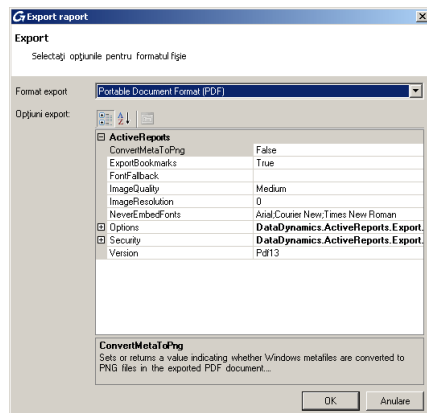 Export raport
Export
Selectați opțiunile pentru formatul fișie
Format export
Portable Document Format (PDF)
Opțiuni export:
ActiveReports
ConvertMetaToPng False
ExportBookmarks True
FontFallback
ImageQuality Medium
ImageResolution 0
NeverEmbedFonts Arial;Courier New;Times New Roman
Options DataDynamics.ActiveReports.Export.
Security DataDynamics.ActiveReports.Export.
Version Pdf13
ConvertMetaToPng
Sets or returns a value indicating whether Windows metafiles are converted to
PNG files in the exported PDF document....
OK Anulare